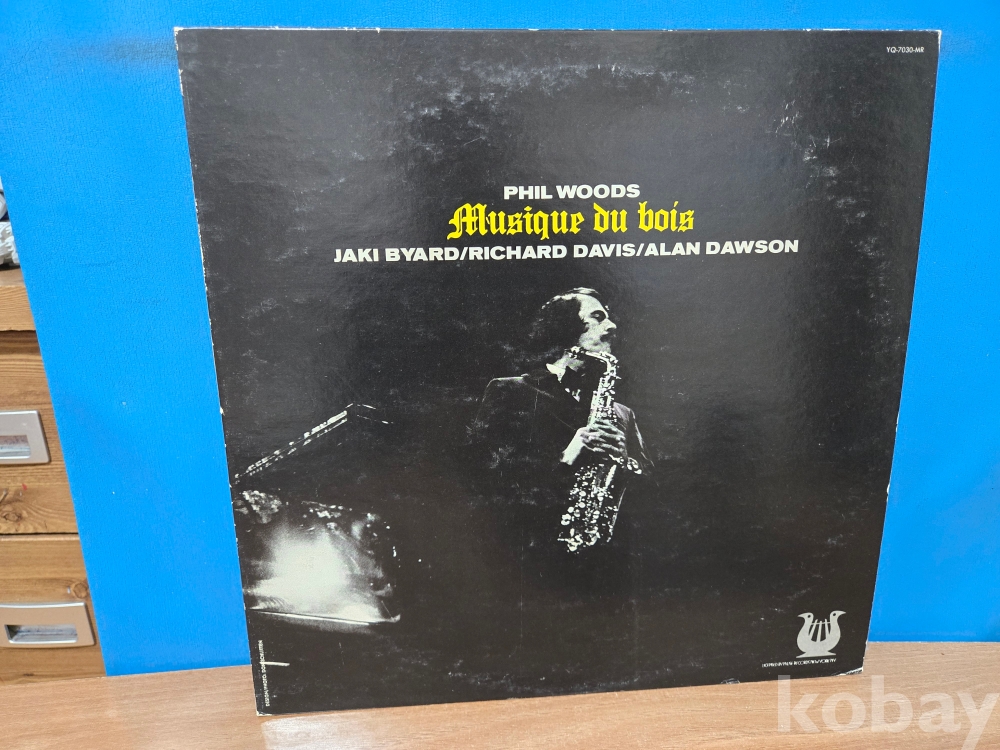 YQ-7030-MR
PHIL WOODS
Musique du bois
JAKI BYARD/RICHARD DAVIS/ALAN DAWSON
kobay